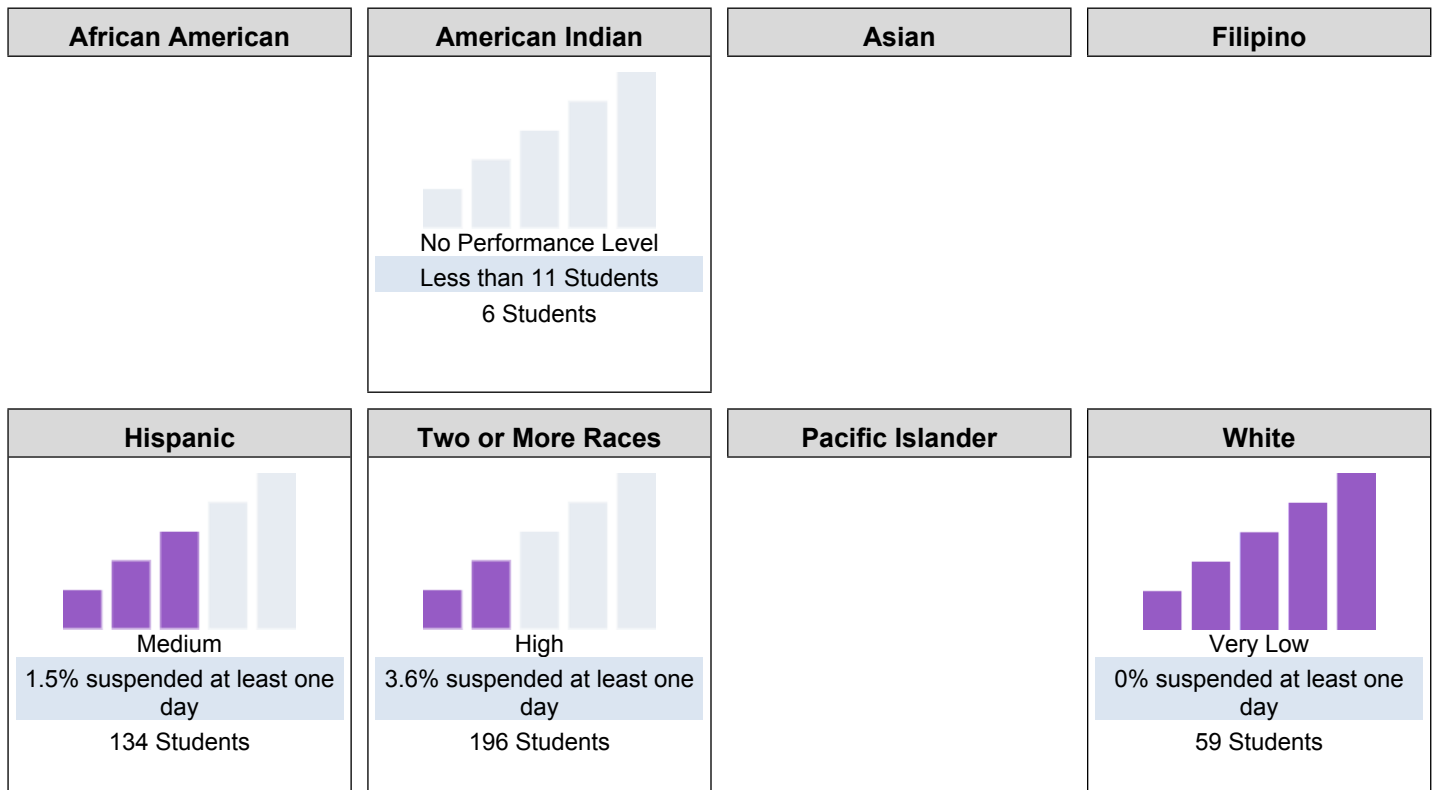 African American
American Indian
Asian
Filipino
No Performance Level
Less than 11 Students
6 Students
Hispanic
Two or More Races
Pacific Islander
White
Medium
1.5% suspended at least one
day
134 Students
High
3.6% suspended at least one
day
196 Students
Very Low
0% suspended at least one
day
59 Students